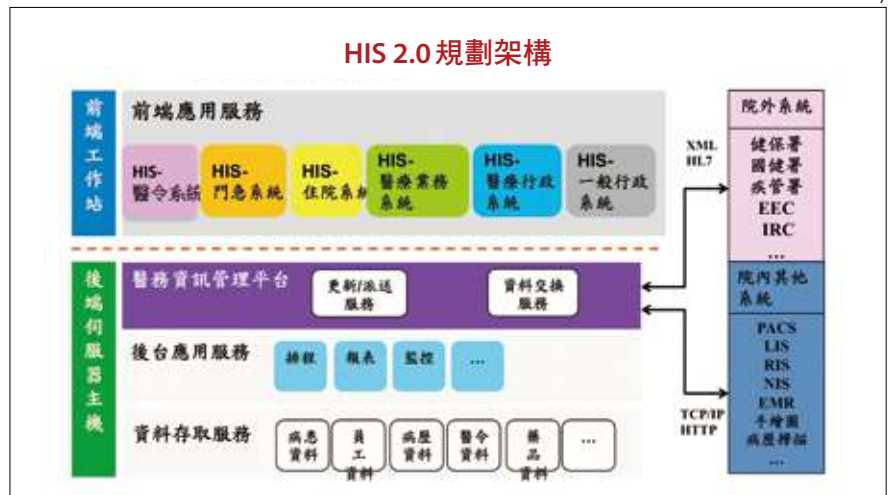 HIS 2.0 規劃架構
前端工作站
前端應用服務
HIS-
醫令系統
HIS-
門急系統
HIS-
住院系統
HIS-
醫療業務
系統
HIS-
醫療行政
系統
HIS-
一般行政
系統
後端伺服器主機
醫務資訊管理平台
更新/派送
服務
資料交換
服務
後台應用服務
排程
報表
監控
...
資料存取服務
病患
資料
員
工
資料
病歷
資料
醫令
資料
藥
品
資料
...
XML
HL7
TCP/IP
HTTP
院外系統
健保署
國健署
疾管署
EEC
IRC
...
院內其他
系統
PACS
LIS
RIS
NIS
EMR
手繪圖
病歷掃描
...